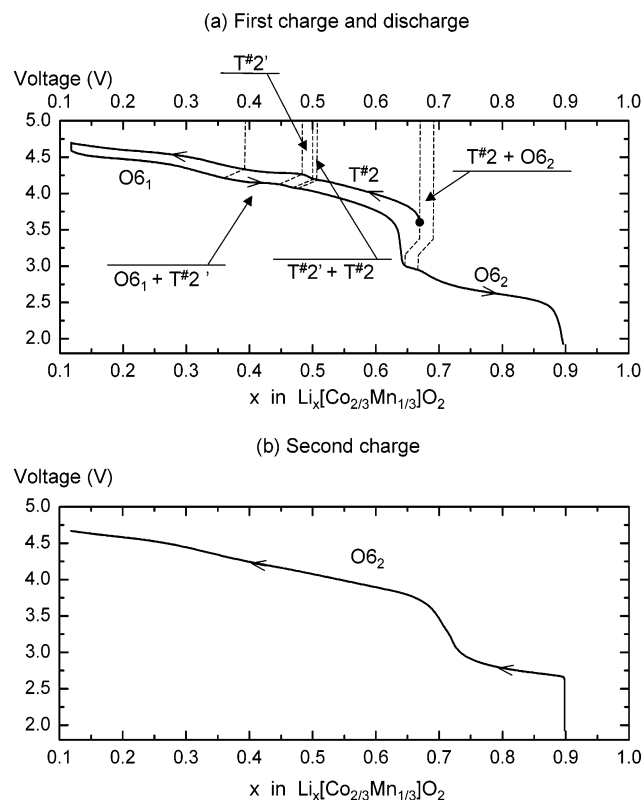 (a) First charge and discharge
Voltage (V)
T#2'
0.1 0.2 0.3 0.4 0.5 0.6 0.7 0.8 0.9 1.0
5.0
4.5
4.0
3.5
3.0
2.5
2.0
O6₁
T#2
T#2 + O6₂
O6₁ + T#2 '
T#2' + T#2
O6₂
0.1 0.2 0.3 0.4 0.5 0.6 0.7 0.8 0.9 1.0
x in Liₓ[Co₂/₃Mn₁/₃]O₂
(b) Second charge
Voltage (V)
5.0
4.5
4.0
3.5
3.0
2.5
2.0
O6₂
0.1 0.2 0.3 0.4 0.5 0.6 0.7 0.8 0.9 1.0
x in Liₓ[Co₂/₃Mn₁/₃]O₂